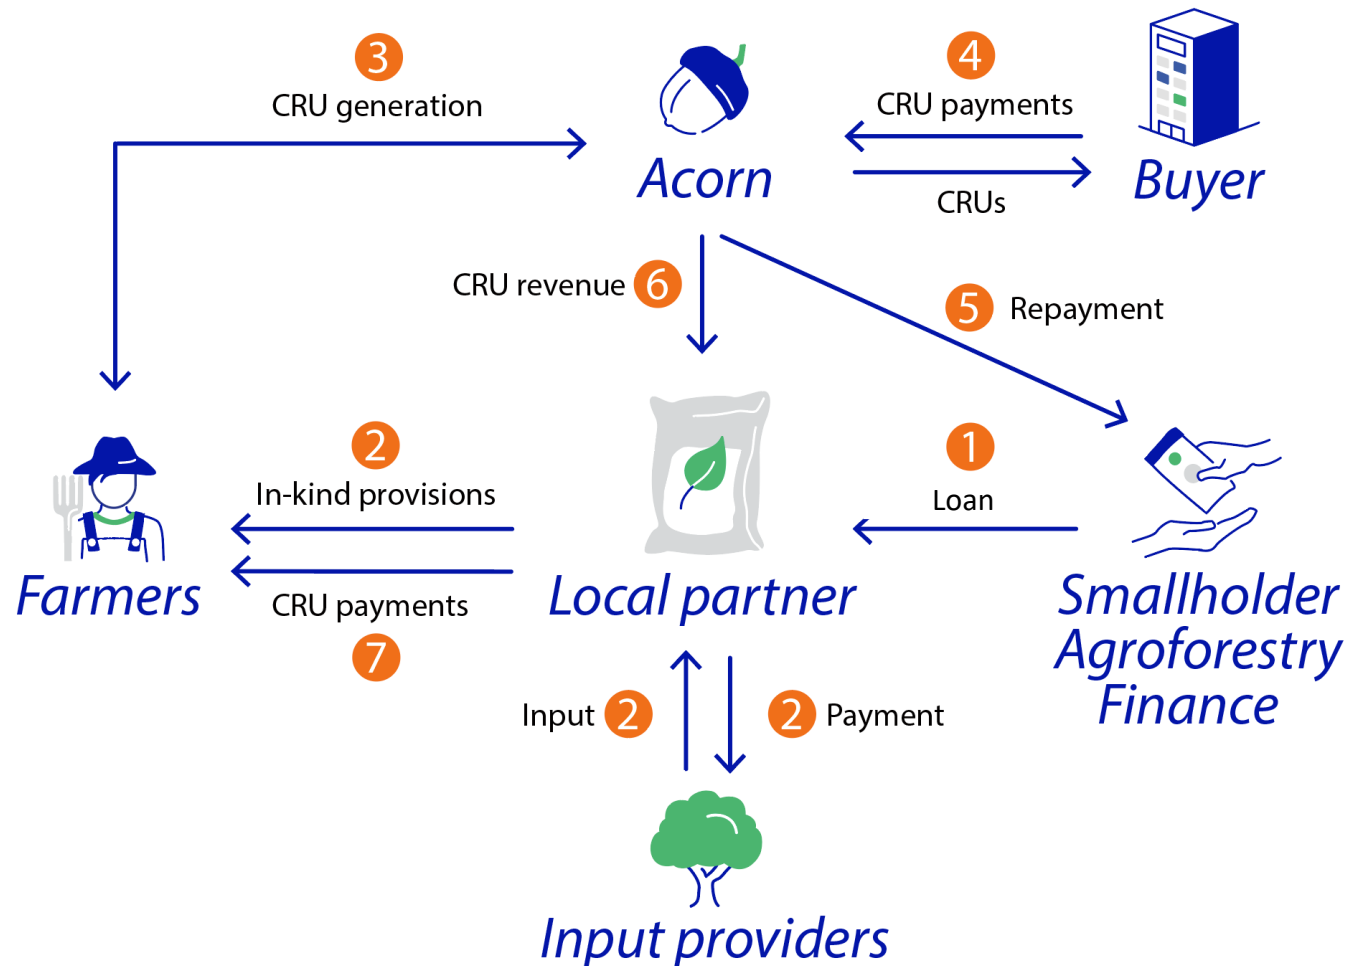 3
CRU generation
4
CRU payments
Acorn
Buyer
CRUs
CRU revenue 6
5 Repayment
2
In-kind provisions
1
Loan
Farmers
CRU payments
7
Local partner
Smallholder
Agroforestry
Finance
Input 2
2 Payment
Input providers